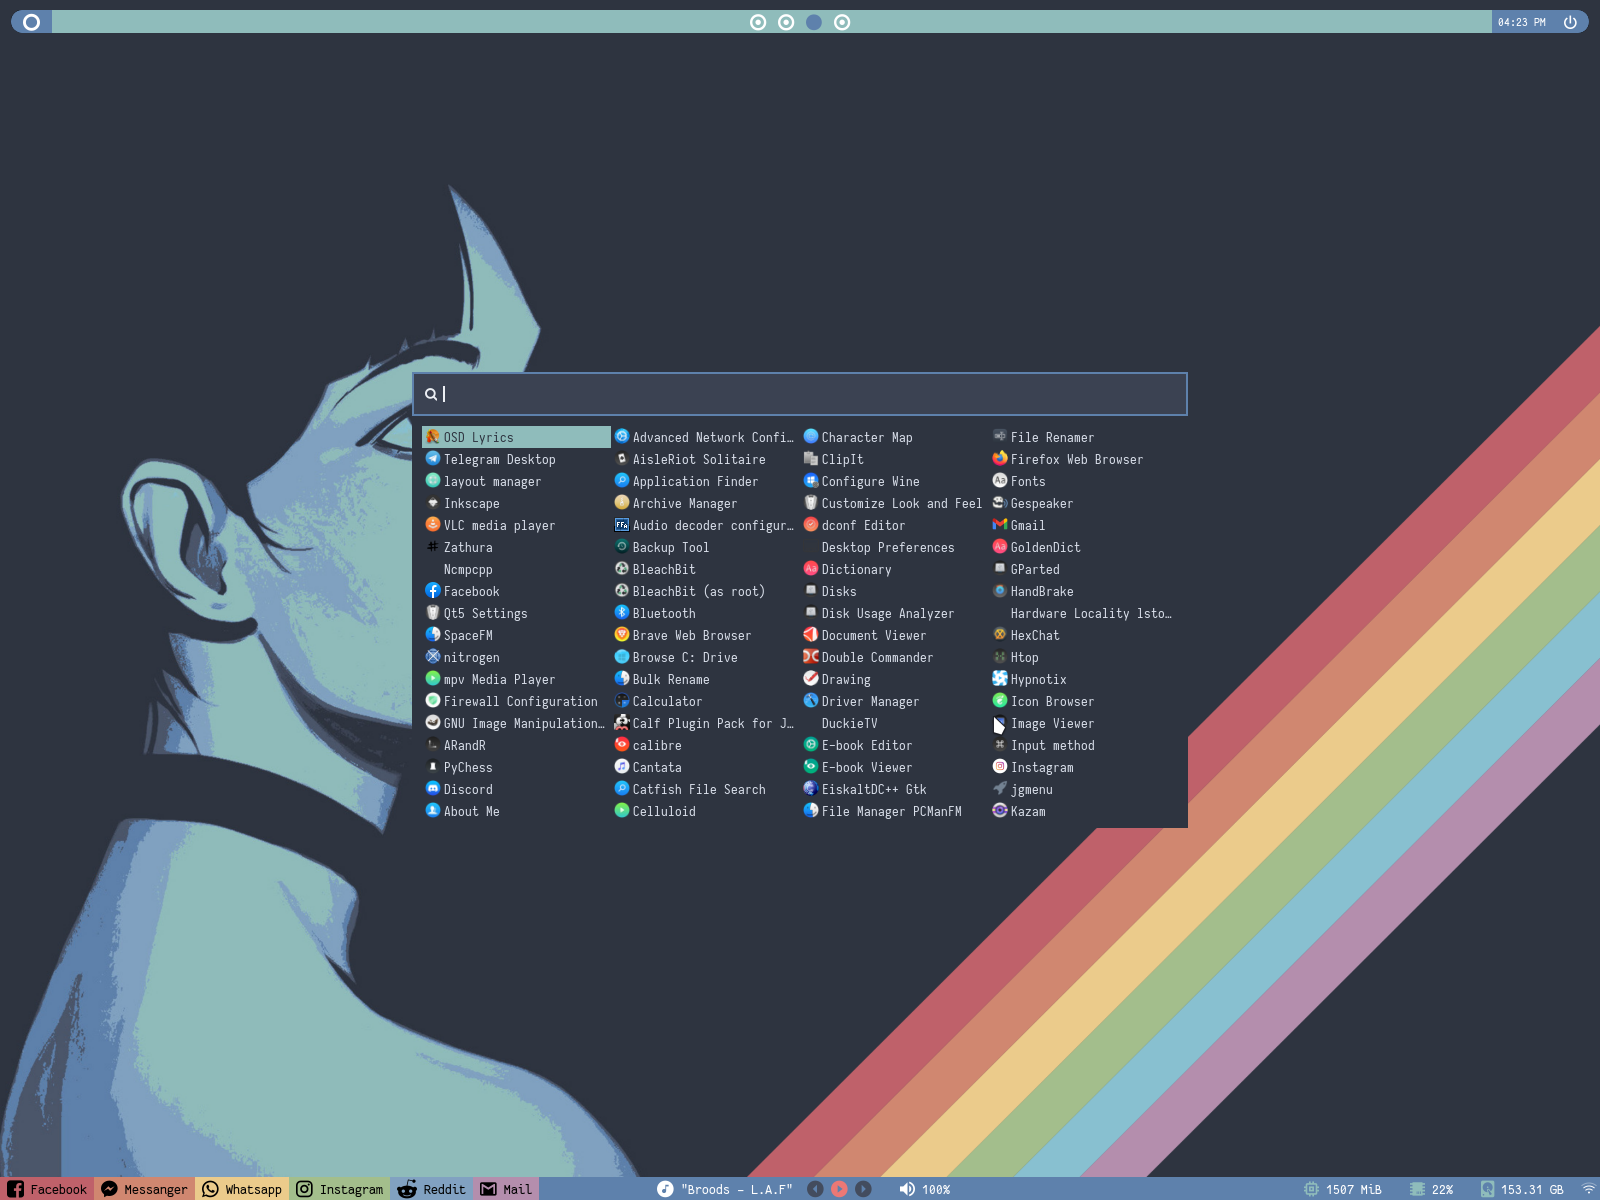 04:23 PM
OSD Lyrics
Telegram Desktop
layout manager
Inkscape
VLC media player
Zathura
Ncmpcpp
Facebook
Qt5 Settings
SpaceFM
nitrogen
mpv Media Player
Firewall Configuration
GNU Image Manipulation…
ARandR
PyChess
Discord
About Me
Advanced Network Confi…
AisleRiot Solitaire
Application Finder
Archive Manager
Audio decoder configur…
Backup Tool
BleachBit
BleachBit (as root)
Bluetooth
Brave Web Browser
Browse C: Drive
Bulk Rename
Calculator
Calf Plugin Pack for J…
calibre
Cantata
Catfish File Search
Celluloid
Character Map
ClipIt
Configure Wine
Customize Look and Feel
dconf Editor
Desktop Preferences
Dictionary
Disks
Disk Usage Analyzer
Document Viewer
Double Commander
Drawing
Driver Manager
DuckieTV
E-book Editor
E-book Viewer
EiskaltDC++ Gtk
File Manager PCManFM
File Renamer
Firefox Web Browser
Fonts
Gespeaker
Gmail
GoldenDict
GParted
HandBrake
Hardware Locality lsto…
HexChat
Htop
Hypnotix
Icon Browser
Image Viewer
Input method
Instagram
jgmenu
Kazam
Facebook Messanger Whatsapp Instagram Reddit Mail "Broods - L.A.F" 100% 1507 MiB 22% 153.31 GB